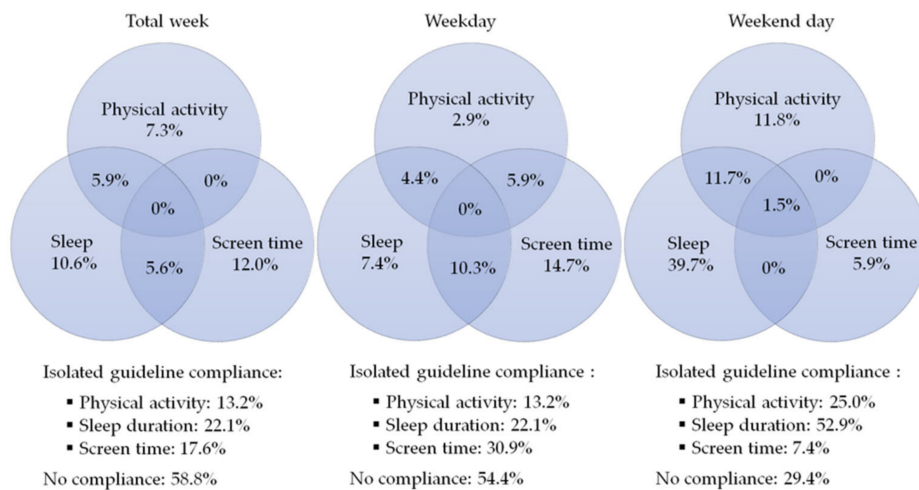 Total week
Physical activity
7.3%
5.9%
0%
0%
Sleep
10.6%
5.6%
Screen time
12.0%
Isolated guideline compliance:
▪ Physical activity: 13.2%
▪ Sleep duration: 22.1%
▪ Screen time: 17.6%
No compliance: 58.8%
Weekday
Physical activity
2.9%
4.4%
5.9%
0%
Sleep
7.4%
10.3%
Screen time
14.7%
Isolated guideline compliance :
▪ Physical activity: 13.2%
▪ Sleep duration: 22.1%
▪ Screen time: 30.9%
No compliance: 54.4%
Weekend day
Physical activity
11.8%
11.7%
0%
1.5%
Sleep
39.7%
0%
Screen time
5.9%
Isolated guideline compliance :
▪ Physical activity: 25.0%
▪ Sleep duration: 52.9%
▪ Screen time: 7.4%
No compliance: 29.4%